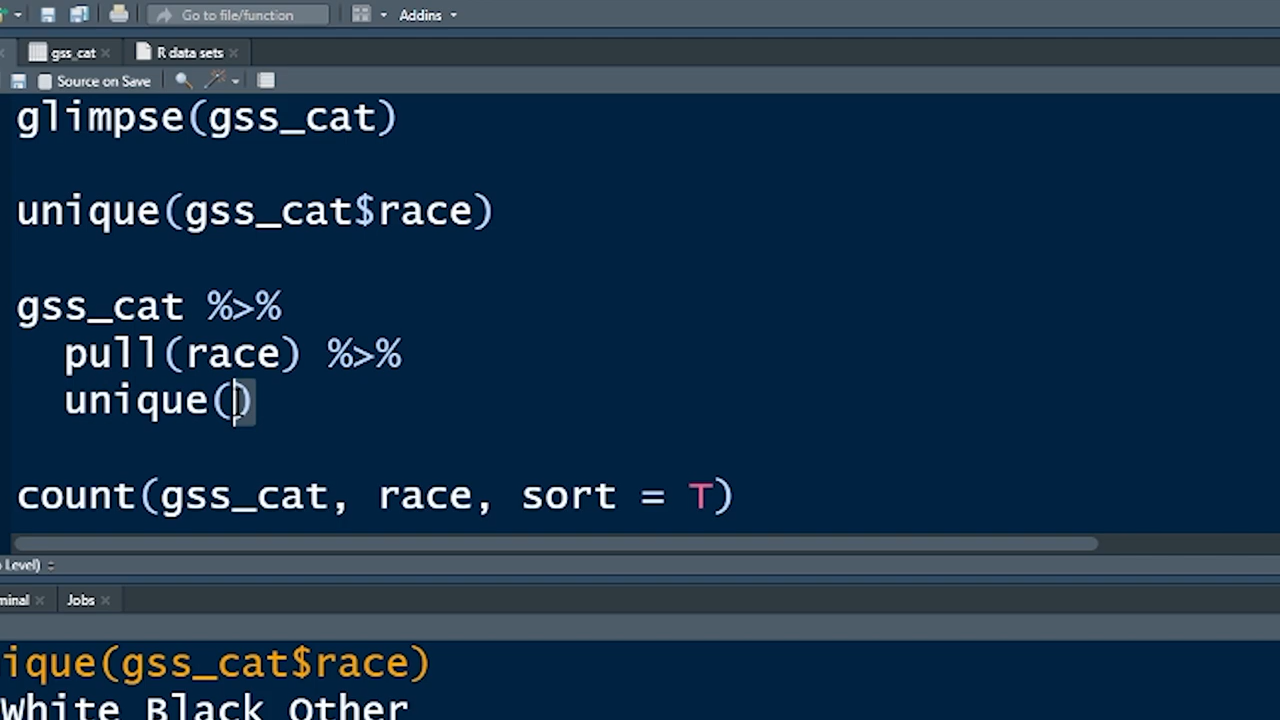 Go to file/function Addins
gss_cat R data sets
Source on Save
glimpse(gss_cat)
unique(gss_cat$race)
gss_cat %>%
pull(race) %>%
unique()
count(gss_cat, race, sort = T)
Level)
minal Jobs
ique(gss_cat$race)
White Black Other